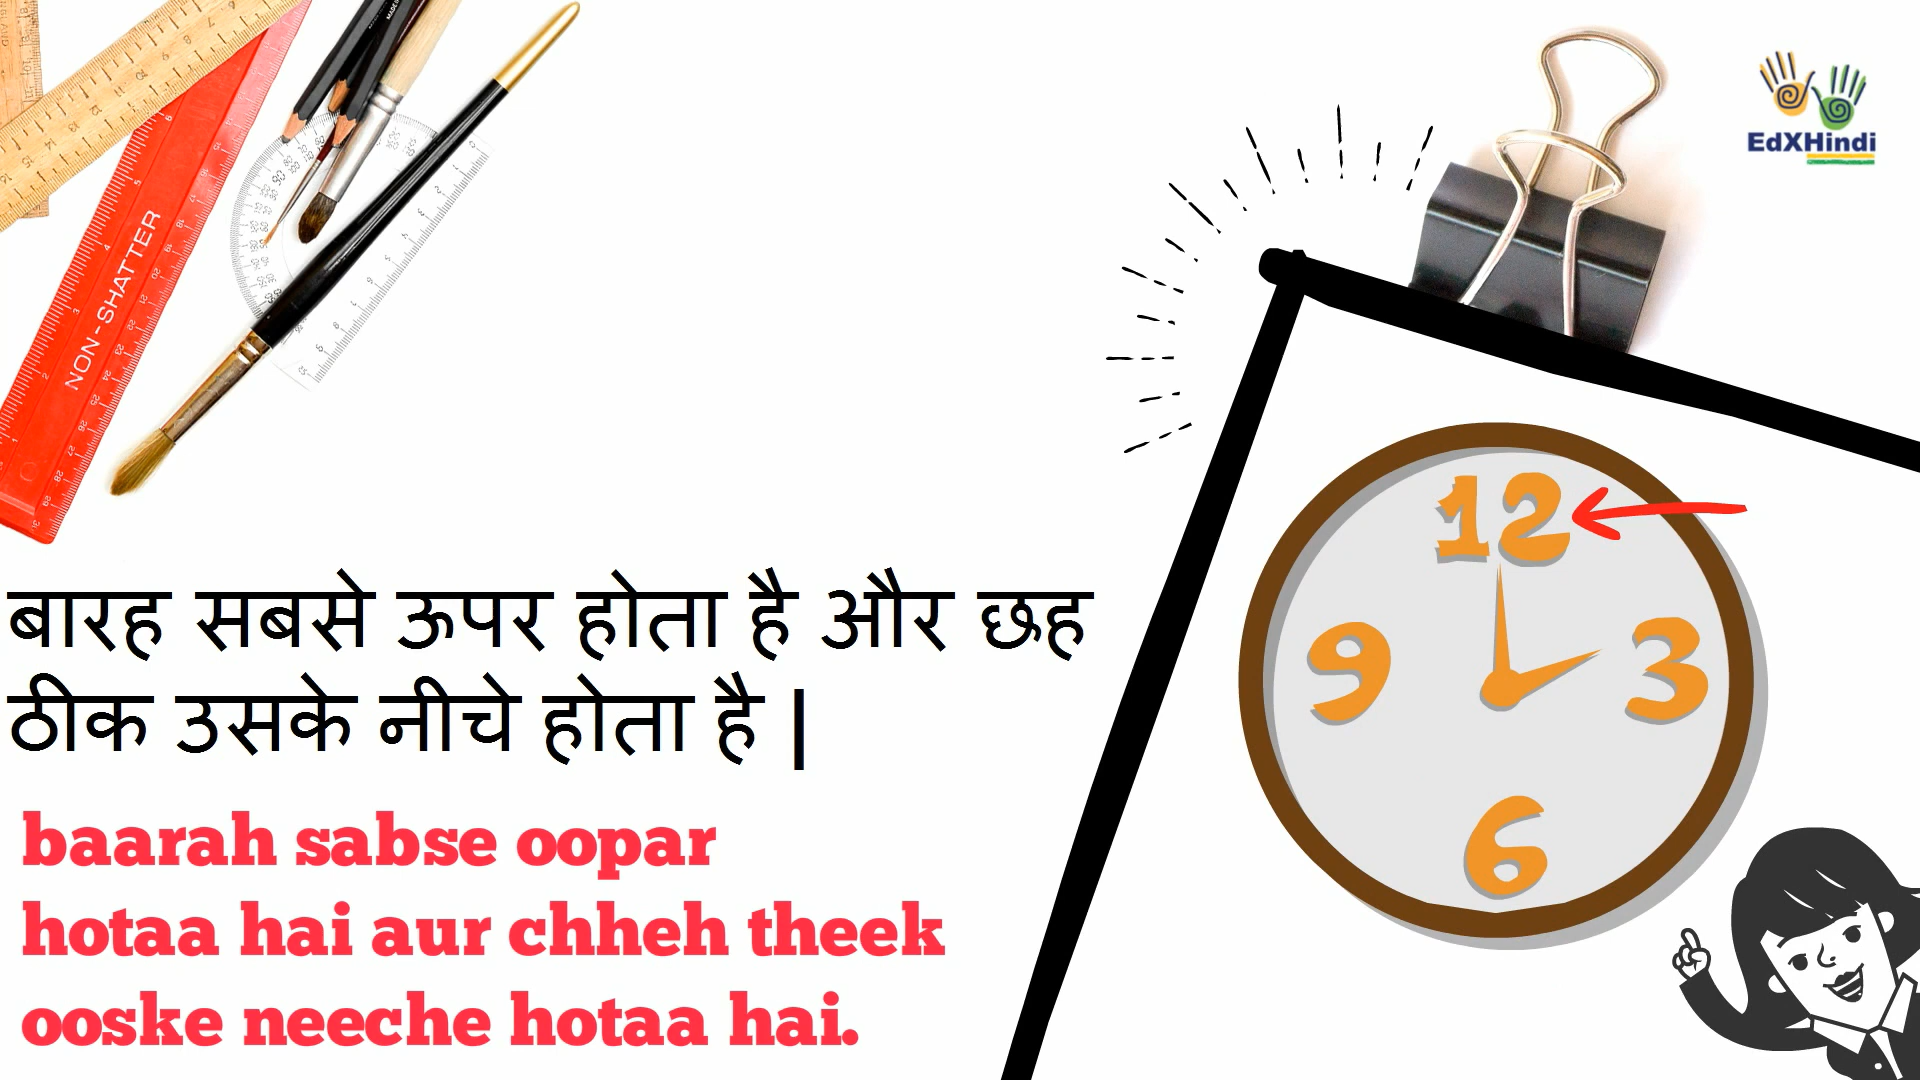 NON-SHATTER
EdXHindi
12
9
3
6
बारह सबसे ऊपर होता है और छह
ठीक उसके नीचे होता है |
baarah sabse oopar
hotaa hai aur chheh theek
ooske neeche hotaa hai.